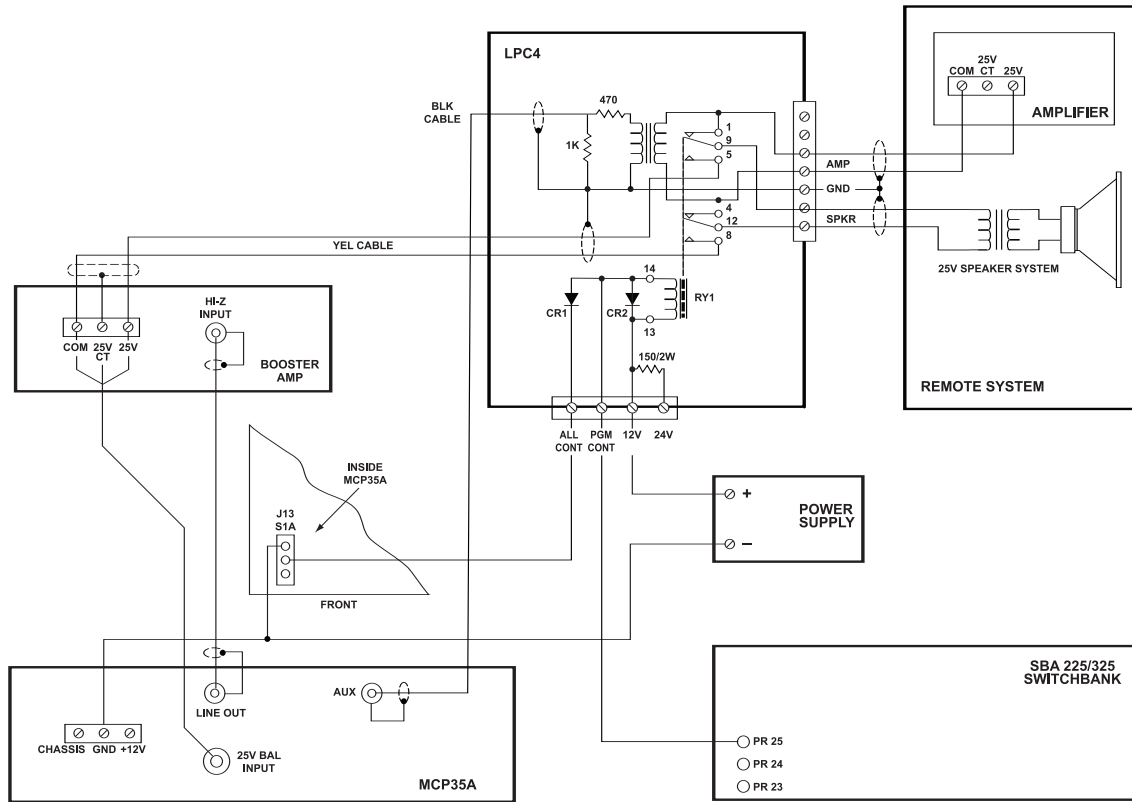 LPC4
BLK
CABLE
470
1K
1
9
5
4
12
8
AMP
GND
SPKR
YEL CABLE
14
13
CR1
CR2
RY1
150/2W
ALL
CONT
PGM
CONT
12V
24V
25V
COM CT 25V
AMPLIFIER
25V SPEAKER SYSTEM
REMOTE SYSTEM
HI-Z
INPUT
COM 25V 25V
CT
BOOSTER
AMP
INSIDE
MCP35A
J13
S1A
FRONT
+
POWER
SUPPLY
–
LINE OUT
AUX
CHASSIS GND +12V
25V BAL
INPUT
MCP35A
SBA 225/325
SWITCHBANK
PR 25
PR 24
PR 23